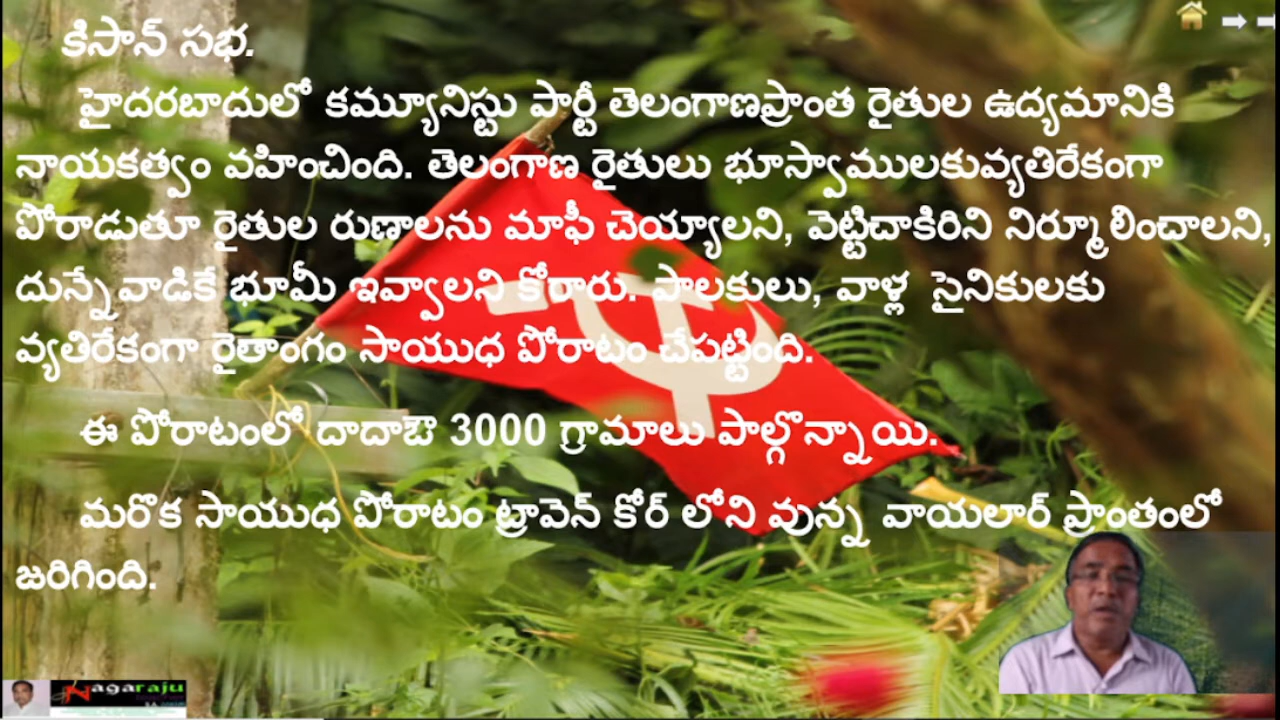 కిసాన్ సభ.
హైదరబాదులో కమ్యూనిస్టు పార్టీ తెలంగాణప్రాంత రైతుల ఉద్యమానికి
నాయకత్వం వహించింది. తెలంగాణ రైతులు భూస్వాములకువ్యతిరేకంగా
పోరాడుతూ రైతుల రుణాలను మాఫీ చెయ్యాలని, వెట్టిచాకిరిని నిర్మూలించాలని,
దున్నేవాడికే భూమీ ఇవ్వాలని కోరారు. పాలకులు, వాళ్ల సైనికులకు
వ్యతిరేకంగా రైతాంగం సాయుధ పోరాటం చేపట్టింది.
ఈ పోరాటంలో దాదాఔ 3000 గ్రామాలు పాల్గొన్నాయి.
మరొక సాయుధ పోరాటం ట్రావెన్ కోర్ లోని వున్న వాయలార్ ప్రాంతంలో
జరిగింది.
Nagaraju